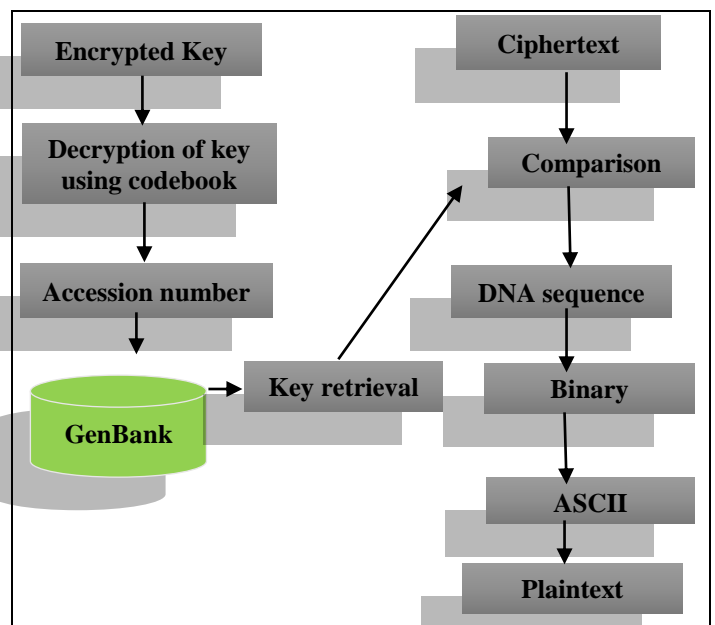 Encrypted Key
Decryption of key
using codebook
Accession number
GenBank
Key retrieval
Ciphertext
Comparison
DNA sequence
Binary
ASCII
Plaintext